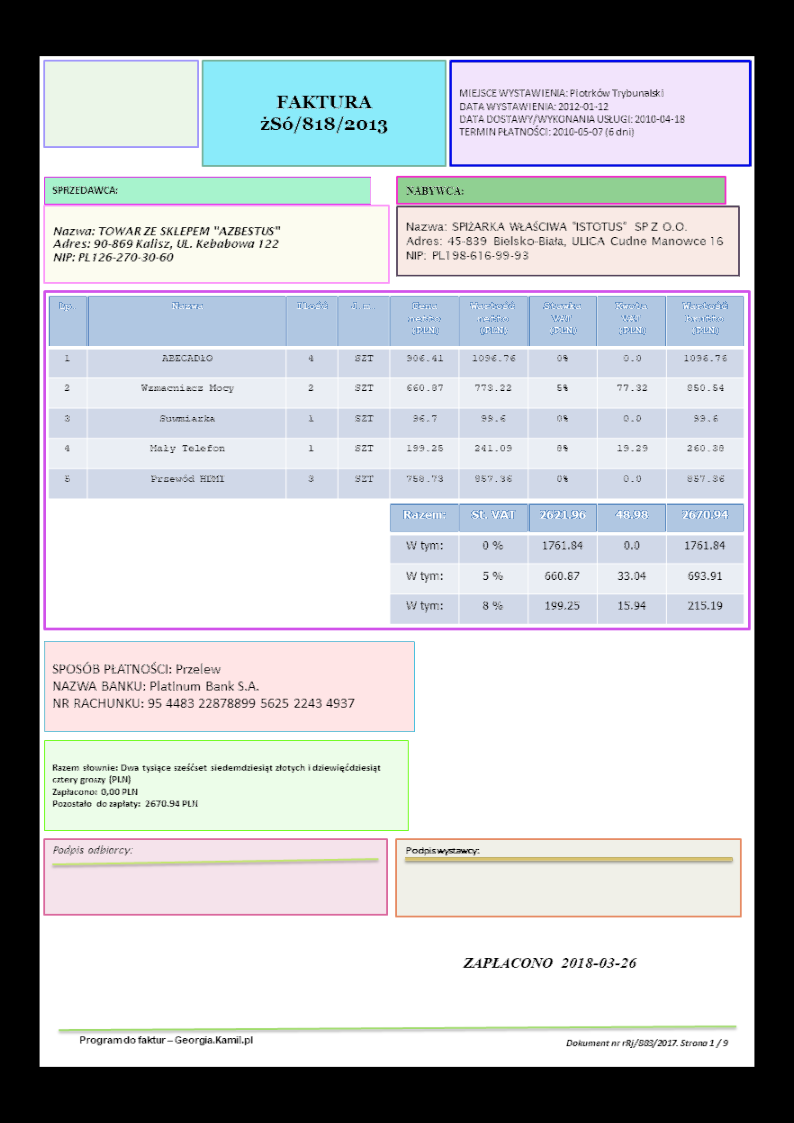 FAKTURA
żSó/818/2013
MIEJSCE WYSTAWIENIA: Piotrków Trybunalski
DATA WYSTAWIENIA: 2012-01-12
DATA DOSTAWY/WYKONANIA USŁUGI: 2010-04-18
TERMIN PŁATNOŚCI: 2010-05-07 (6 dni)
SPRZEDAWCA:
Nazwa: TOWAR ZE SKLEPEM "AZBESTUS"
Adres: 90-869 Kalisz, UL. Kebabowa 122
NIP: PL126-270-30-60
NABYWCA:
Nazwa: SPIŻARKA WŁAŚCIWA "ISTOTUS" SP Z O.O.
Adres: 45-839 Bielsko-Biała, ULICA Cudne Manowce 16
NIP: PL198-616-99-93
Lp. Nazwa Ilość J.m. Cena netto (PLN) Wartość netto (PLN) Stawka VAT (%) Kwota VAT (PLN) Wartość brutto (PLN)
1 ABECADłO 4 SZT 906.41 1096.76 0% 0.0 1096.76
2 Wzmacniacz Mocy 2 SZT 660.87 773.22 5% 77.32 850.54
3 Suwmiarka 1 SZT 96.7 99.6 0% 0.0 99.6
4 Mały Telefon 1 SZT 199.25 241.09 8% 19.29 260.38
5 Przewód HDMI 3 SZT 758.73 857.36 0% 0.0 857.36
Razem: St. VAT 2621.96 48.98 2670.94
W tym: 0 % 1761.84 0.0 1761.84
W tym: 5 % 660.87 33.04 693.91
W tym: 8 % 199.25 15.94 215.19
SPOSÓB PŁATNOŚCI: Przelew
NAZWA BANKU: Platinum Bank S.A.
NR RACHUNKU: 95 4483 22878899 5625 2243 4937
Razem słownie: Dwa tysiące sześćset siedemdziesiąt złotych i dziewięćdziesiąt
cztery groszy (PLN)
Zapłacono: 0,00 PLN
Pozostało do zapłaty: 2670.94 PLN
Podpis odbiorcy:
Podpis wystawcy:
ZAPŁACONO 2018-03-26
Program do faktur – Georgia.Kamil.pl
Dokument nr rRj/803/2017. Strona 1 / 9